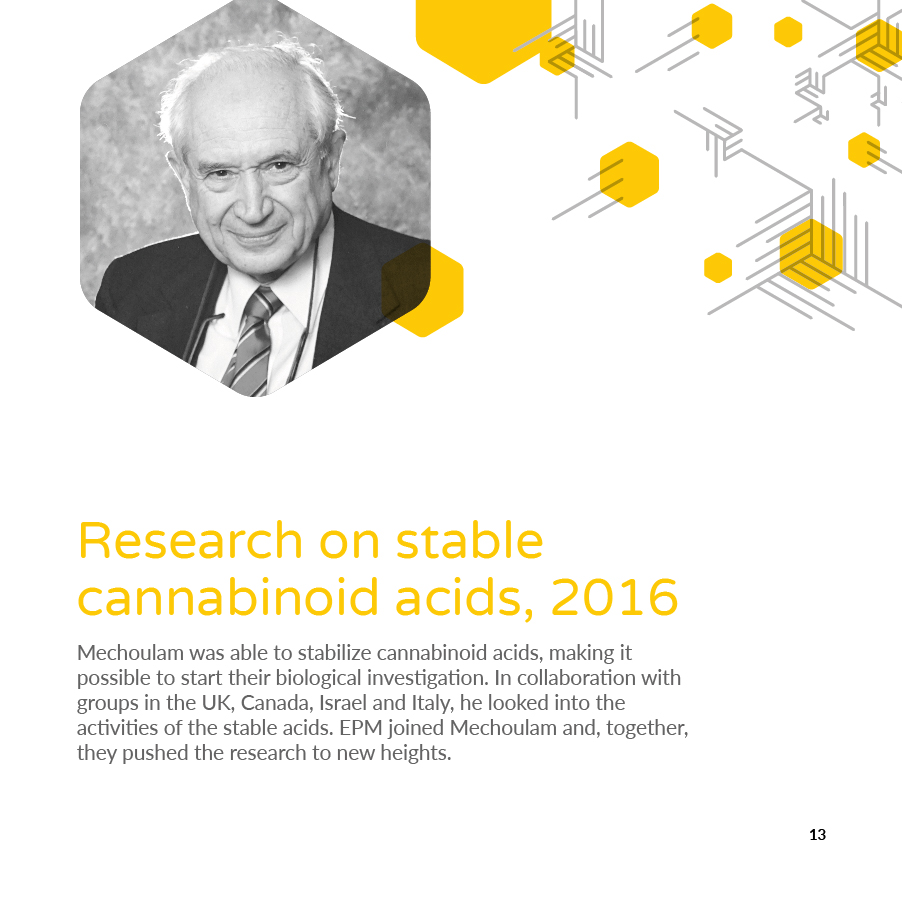 Research on stable
cannabinoid acids, 2016
Mechoulam was able to stabilize cannabinoid acids, making it
possible to start their biological investigation. In collaboration with
groups in the UK, Canada, Israel and Italy, he looked into the
activities of the stable acids. EPM joined Mechoulam and, together,
they pushed the research to new heights.
13